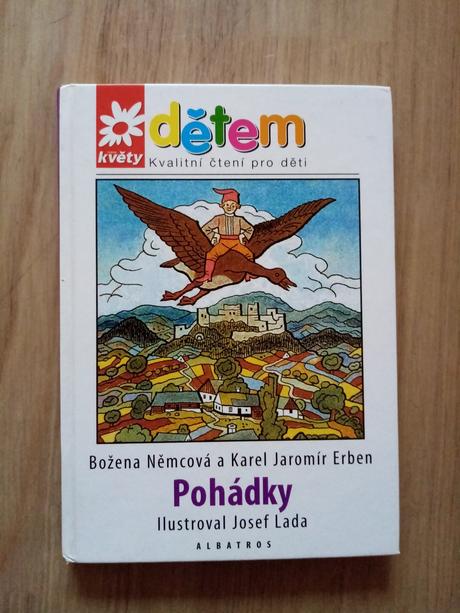 květy
dětem
Kvalitní čtení pro děti
Božena Němcová a Karel Jaromír Erben
Pohádky
Ilustroval Josef Lada
ALBATROS